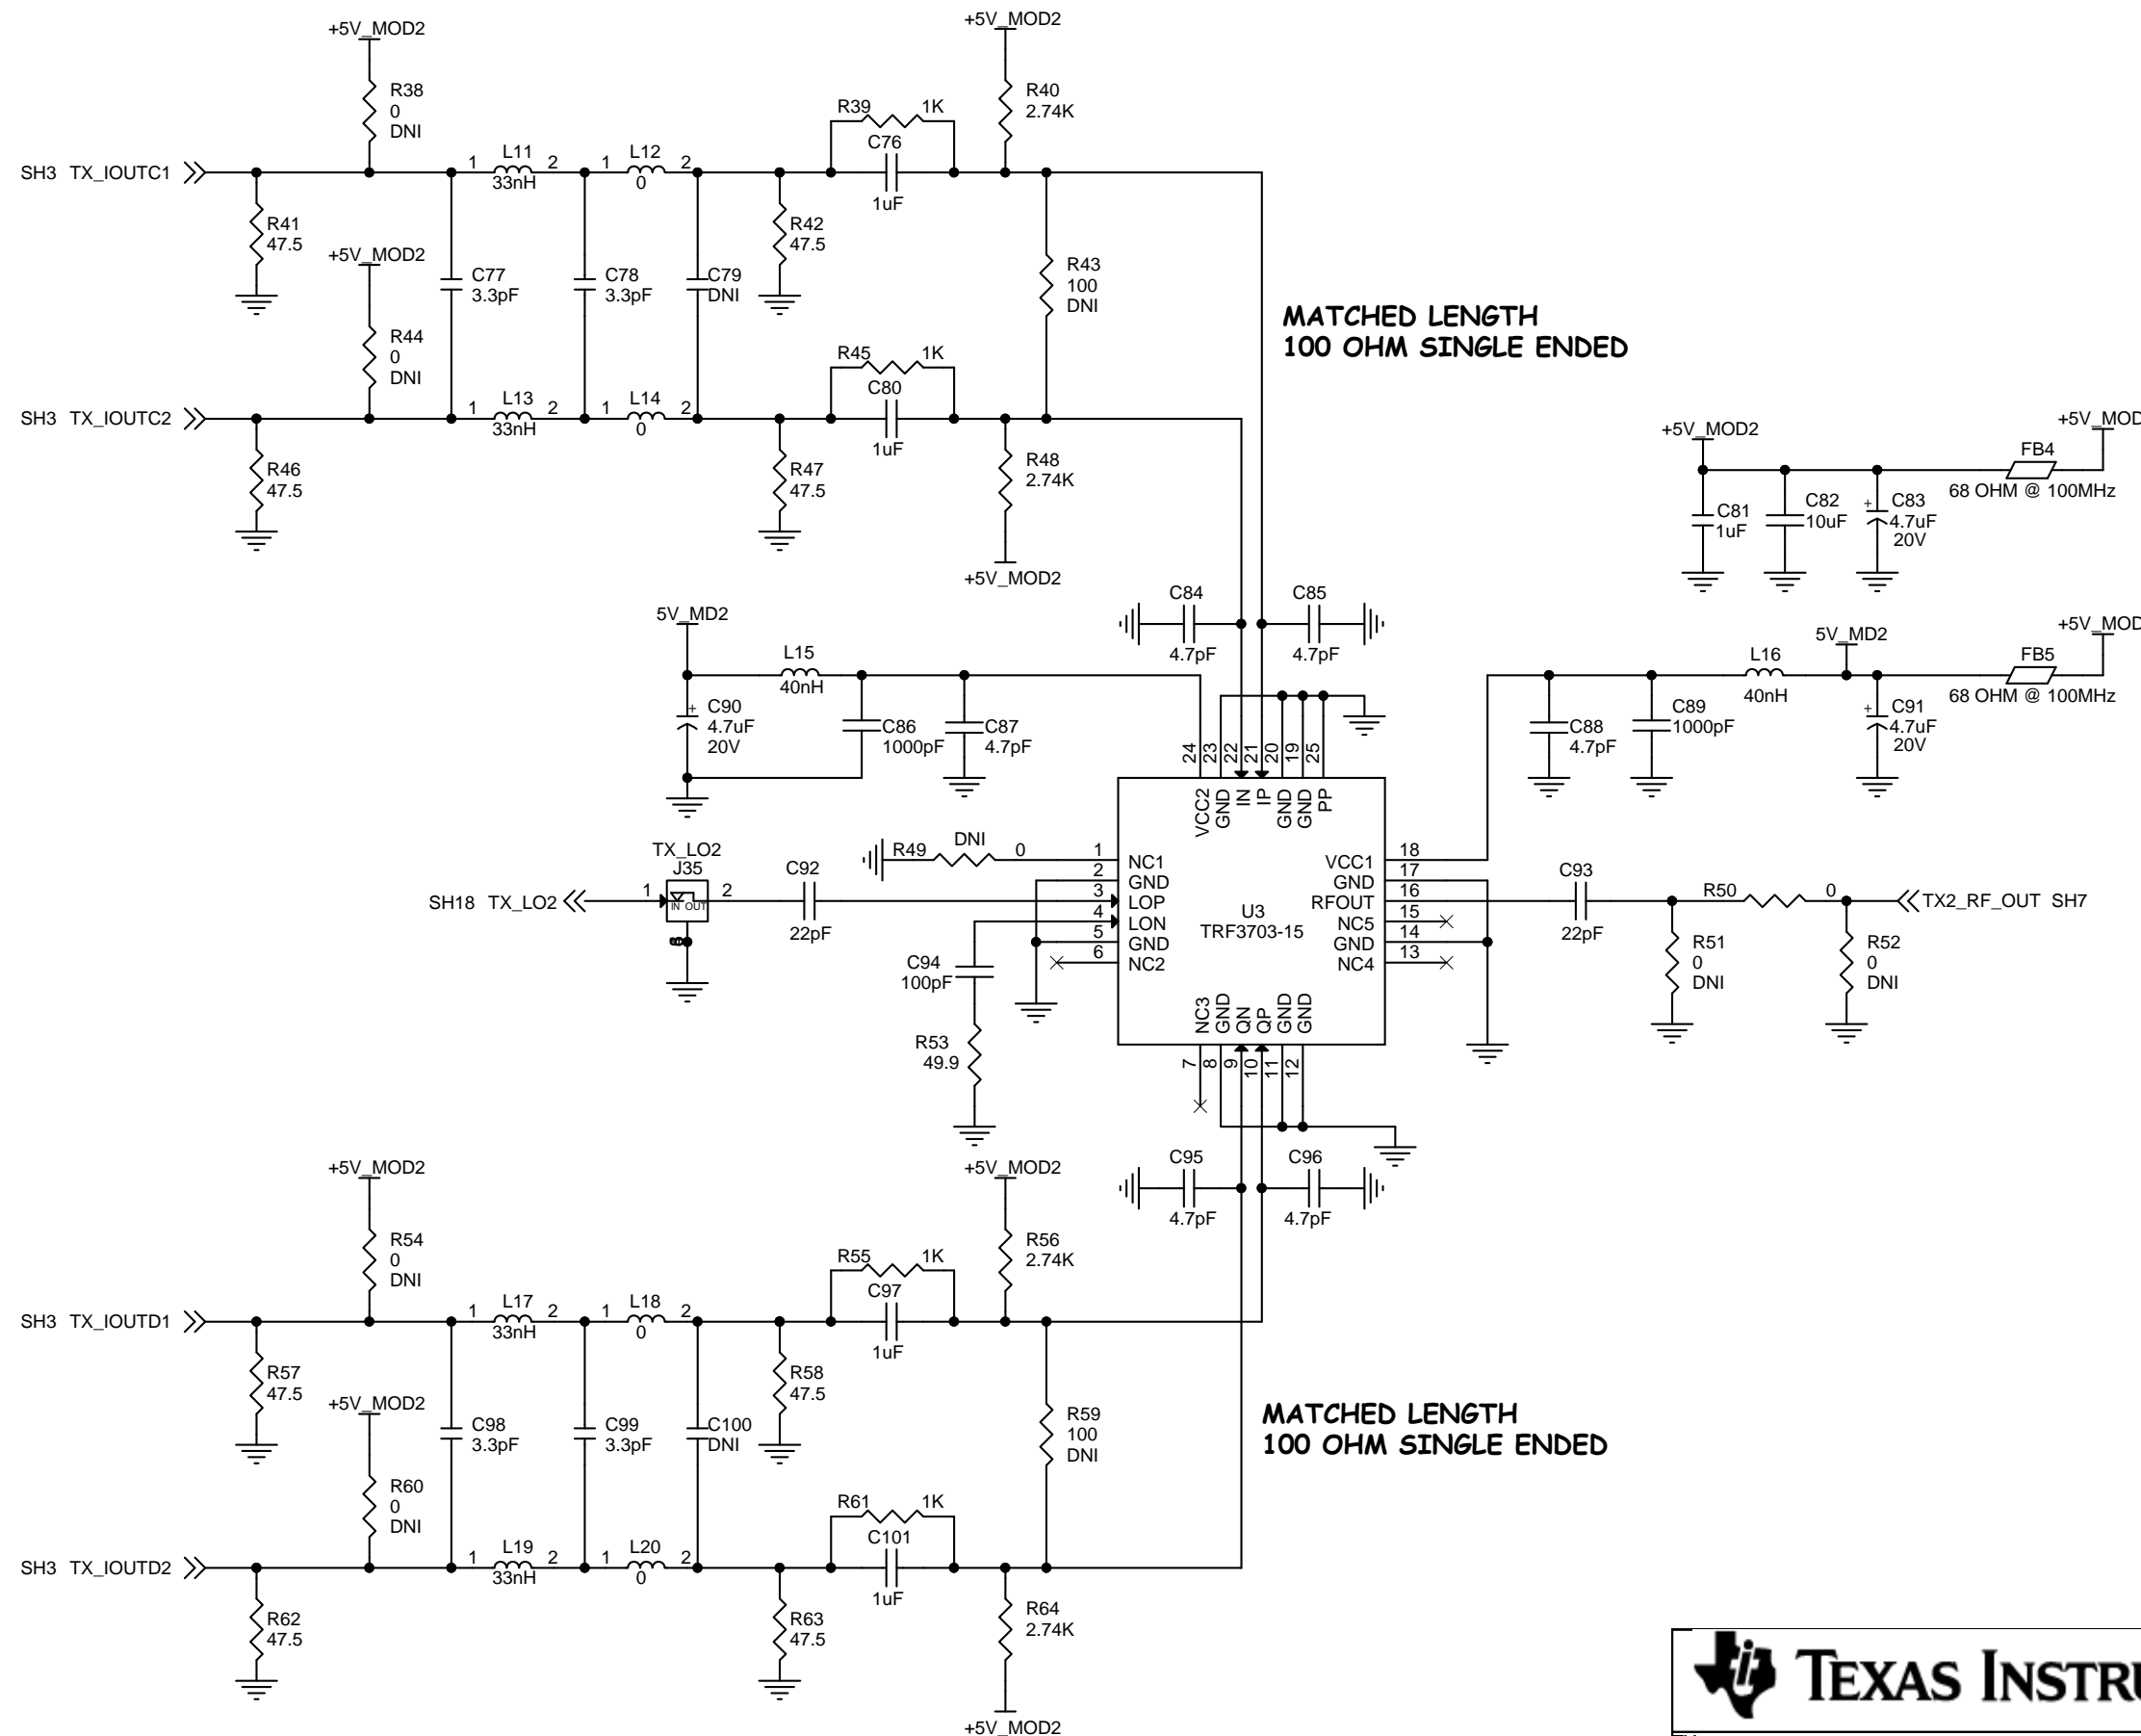 +5V_MOD2
+5V_MOD2
R38
0
DNI
R39 1K
C76
1uF
R40
2.74K
SH3 TX_IOUTC1
1 L11 2
33nH
1 L12 2
0
R41
47.5
+5V_MOD2
C77
3.3pF
C78
3.3pF
C79
DNI
R42
47.5
R43
100
DNI
MATCHED LENGTH
100 OHM SINGLE ENDED
R44
0
DNI
R45 1K
C80
1uF
SH3 TX_IOUTC2
1 L13 2
33nH
1 L14 2
0
R46
47.5
R47
47.5
R48
2.74K
+5V_MOD2
+5V_MOD2
+5V_MOD
FB4
68 OHM @ 100MHz
C81
1uF
C82
10uF
+ C83
4.7uF
20V
C84
4.7pF
C85
4.7pF
5V_MD2
L15
40nH
+ C90
4.7uF
20V
C86
1000pF
C87
4.7pF
5V_MD2
+5V_MOD
L16
40nH
FB5
68 OHM @ 100MHz
C88
4.7pF
C89
1000pF
+ C91
4.7uF
20V
24 23 22 21 20 19 25
VCC2 GND IN IP GND GND PP
R49 DNI 0
1 NC1
2 GND
3 LOP
4 LON
5 GND
6 NC2
U3
TRF3703-15
VCC1 18
GND 17
RFOUT 16
NC5 15
GND 14
NC4 13
NC3 GND QN QP GND GND
7 8 9 10 11 12
TX_LO2
J35
SH18 TX_LO2
1 IN OUT 2
C92
22pF
C94
100pF
R53
49.9
C93
22pF
R50 0
TX2_RF_OUT SH7
R51
0
DNI
R52
0
DNI
C95
4.7pF
C96
4.7pF
+5V_MOD2
+5V_MOD2
R54
0
DNI
R55 1K
C97
1uF
R56
2.74K
SH3 TX_IOUTD1
1 L17 2
33nH
1 L18 2
0
R57
47.5
+5V_MOD2
C98
3.3pF
C99
3.3pF
C100
DNI
R58
47.5
R59
100
DNI
MATCHED LENGTH
100 OHM SINGLE ENDED
R60
0
DNI
R61 1K
C101
1uF
SH3 TX_IOUTD2
1 L19 2
33nH
1 L20 2
0
R62
47.5
R63
47.5
R64
2.74K
+5V_MOD2
TEXAS INSTRU